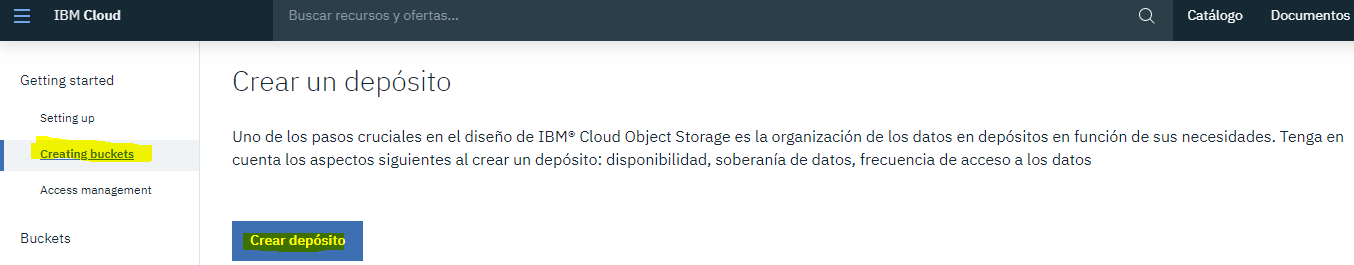 IBM Cloud
Buscar recursos y ofertas...
Catálogo
Documentos
Getting started
Setting up
Creating buckets
Access management
Buckets
Crear un depósito
Uno de los pasos cruciales en el diseño de IBM® Cloud Object Storage es la organización de los datos en depósitos en función de sus necesidades. Tenga en
cuenta los aspectos siguientes al crear un depósito: disponibilidad, soberanía de datos, frecuencia de acceso a los datos
Crear depósito